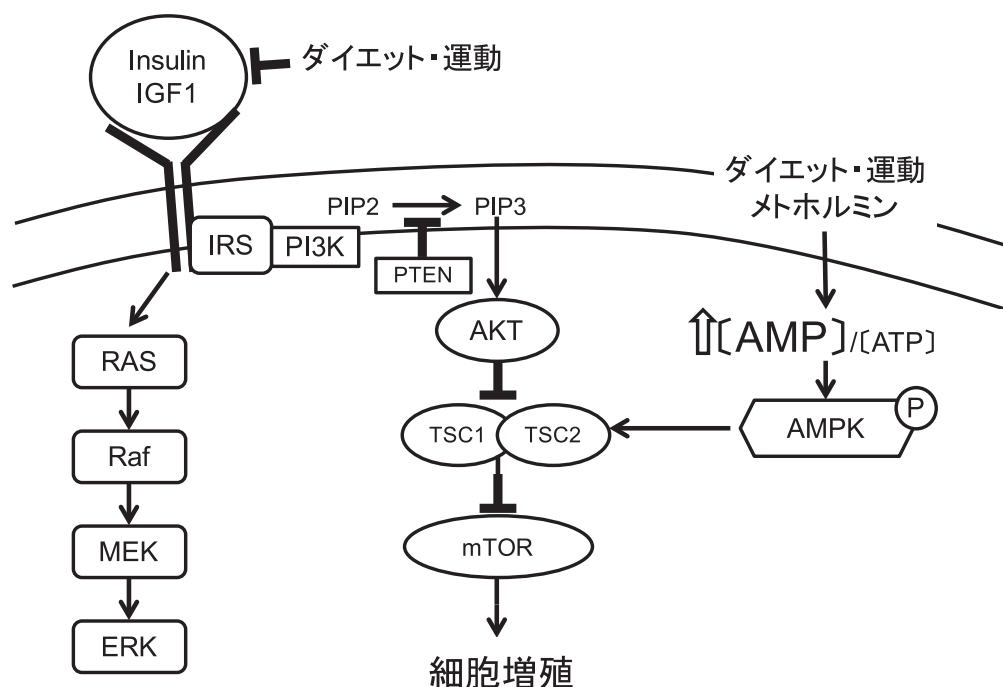 Insulin
IGF1
ダイエット・運動
ダイエット・運動
メトホルミン
PIP2
PIP3
IRS
PI3K
PTEN
AKT
⇧〔AMP〕/〔ATP〕
RAS
P
AMPK
TSC1
TSC2
Raf
MEK
mTOR
ERK
細胞増殖